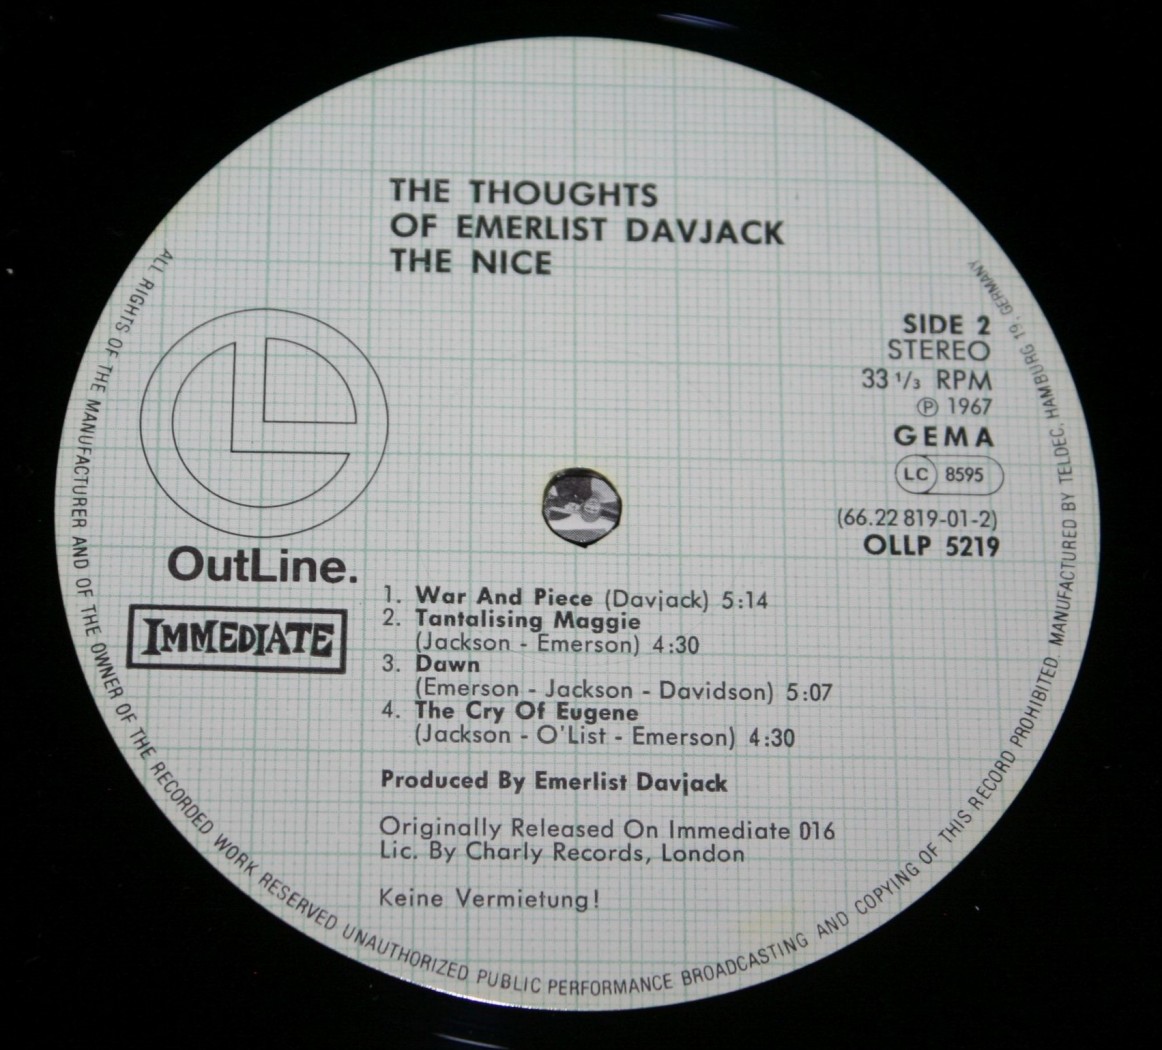 THE THOUGHTS
OF EMERLIST DAVJACK
THE NICE
SIDE 2
STEREO
33 1/3 RPM
Ⓟ 1967
GEMA
LC 8595
(66.22 819-01-2)
OLLP 5219
OutLine.
IMMEDIATE
1. War And Piece (Davjack) 5:14
2. Tantalising Maggie
(Jackson - Emerson) 4:30
3. Dawn
(Emerson - Jackson - Davidson) 5:07
4. The Cry Of Eugene
(Jackson - O'List - Emerson) 4:30
Produced By Emerlist Davjack
Originally Released On Immediate 016
Lic. By Charly Records, London
Keine Vermietung!
ALL RIGHTS OF THE MANUFACTURER AND OF THE OWNER OF THE RECORDED WORK RESERVED UNAUTHORIZED PUBLIC PERFORMANCE BROADCASTING AND COPYING OF THIS RECORD PROHIBITED. MANUFACTURED BY TELDEC, HAMBURG 19, GERMANY